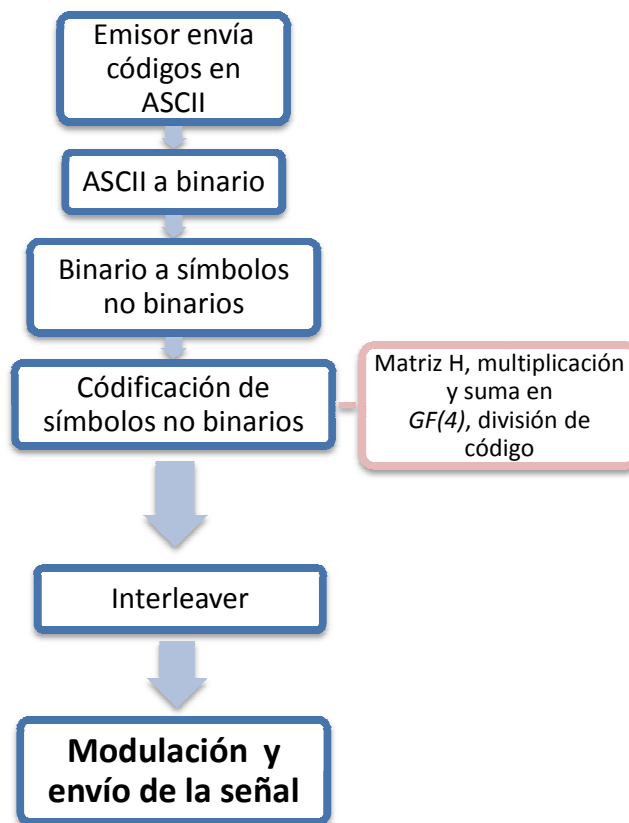 Emisor envía
códigos en
ASCII
ASCII a binario
Binario a símbolos
no binarios
Códificación de
símbolos no binarios
Matriz H, multiplicación
y suma en
GF(4), división de
código
Interleaver
Modulación y
envío de la señal